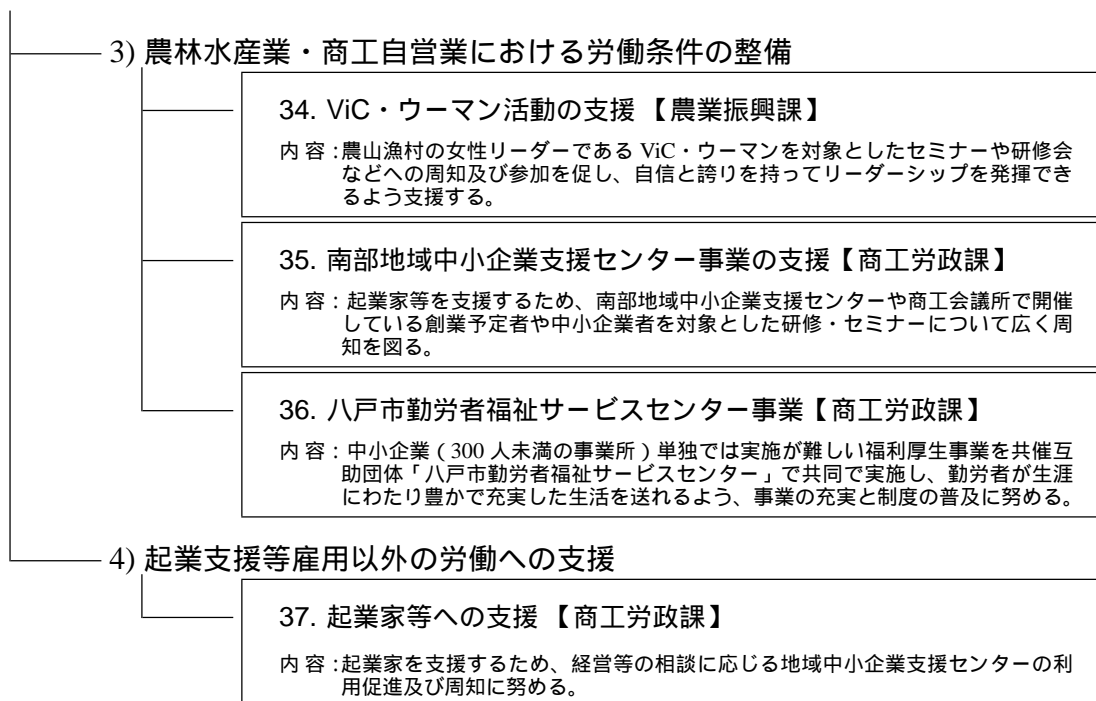 3) 農林水産業・商工自営業における労働条件の整備
34. ViC・ウーマン活動の支援 【農業振興課】
内 容 :農山漁村の女性リーダーである ViC・ウーマンを対象としたセミナーや研修会
などへの周知及び参加を促し、自信と誇りを持ってリーダーシップを発揮でき
るよう支援する。
35. 南部地域中小企業支援センター事業の支援【商工労政課】
内 容 : 起業家等を支援するため、南部地域中小企業支援センターや商工会議所で開催
している創業予定者や中小企業者を対象とした研修・セミナーについて広く周
知を図る。
36. 八戸市勤労者福祉サービスセンター事業【商工労政課】
内 容 : 中小企業（300 人未満の事業所）単独では実施が難しい福利厚生事業を共催互
助団体「八戸市勤労者福祉サービスセンター」で共同で実施し、勤労者が生涯
にわたり豊かで充実した生活を送れるよう、事業の充実と制度の普及に努める。
4) 起業支援等雇用以外の労働への支援
37. 起業家等への支援 【商工労政課】
内 容 :起業家を支援するため、経営等の相談に応じる地域中小企業支援センターの利
用促進及び周知に努める。